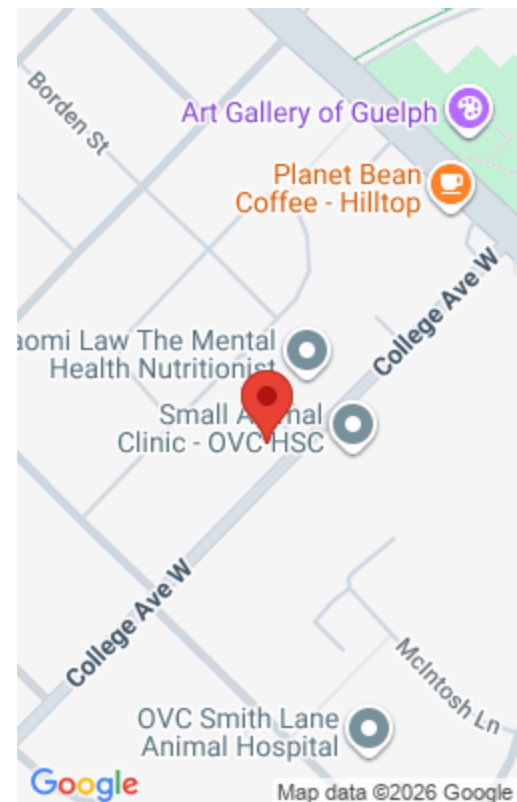 Borden St
Art Gallery of Guelph
Planet Bean
Coffee - Hilltop
College Ave W
aomi Law The Mental
Health Nutritionist
Small Animal
Clinic - OVC HSC
College Ave W
McIntosh Ln
OVC Smith Lane
Animal Hospital
Google
Map data ©2026 Google